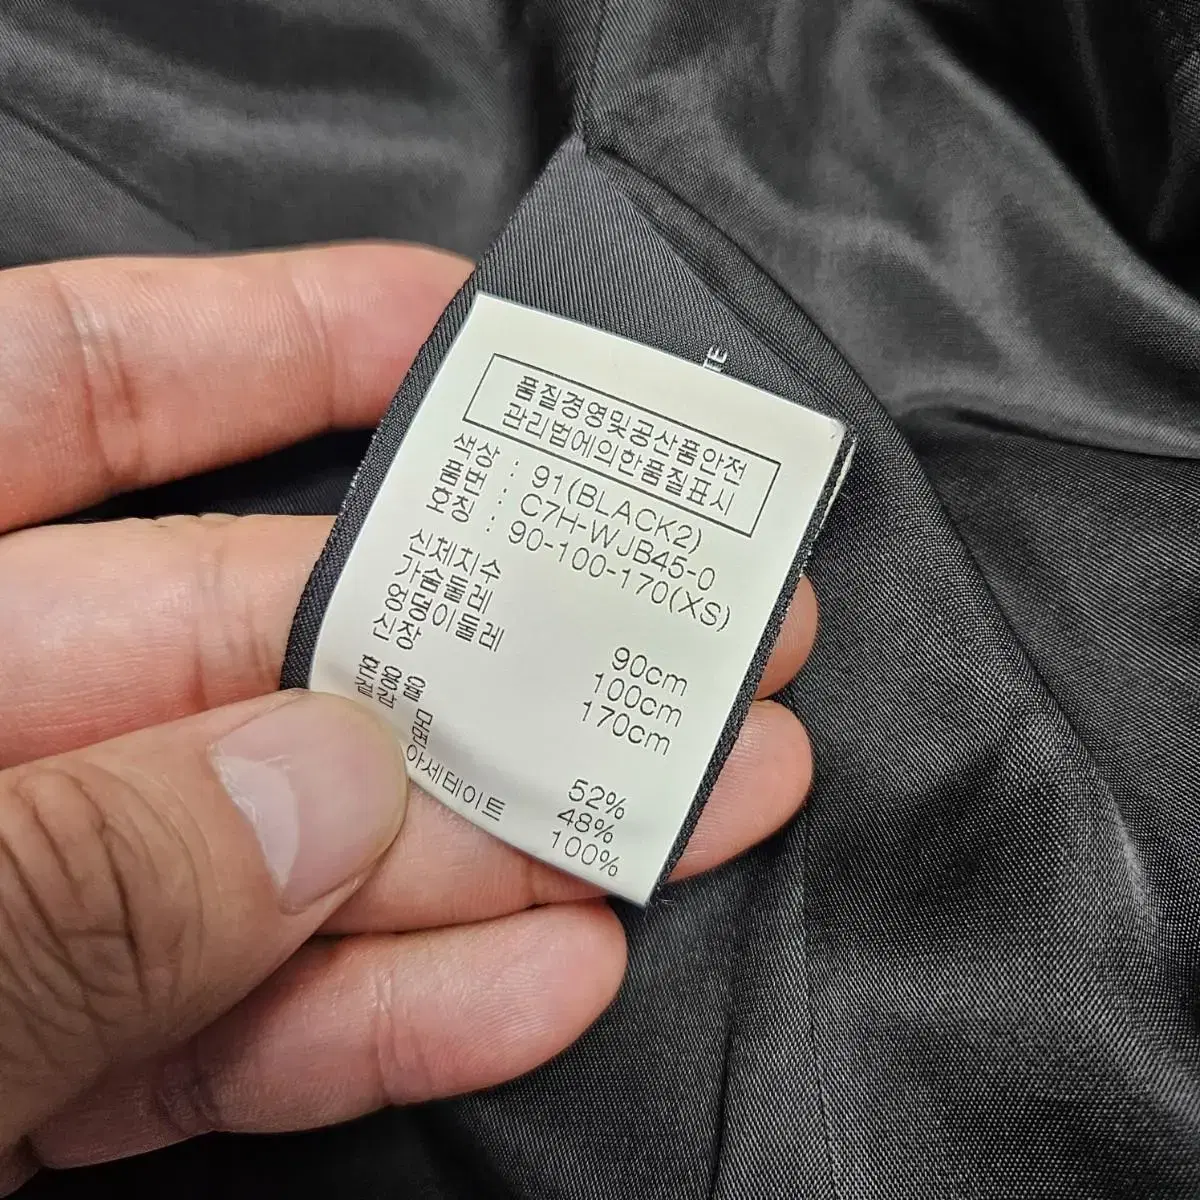 TE
품질경영및공산품안전
관리법에의한품질표시
색상 : 91(BLACK2)
품또 : C7H-WJB45-0
호칭 : 90-100-170(XS)
신체치수
가슴둘레 90cm
엉덩이둘레 100cm
신장 170cm
52%
48%
아세테이트 100%